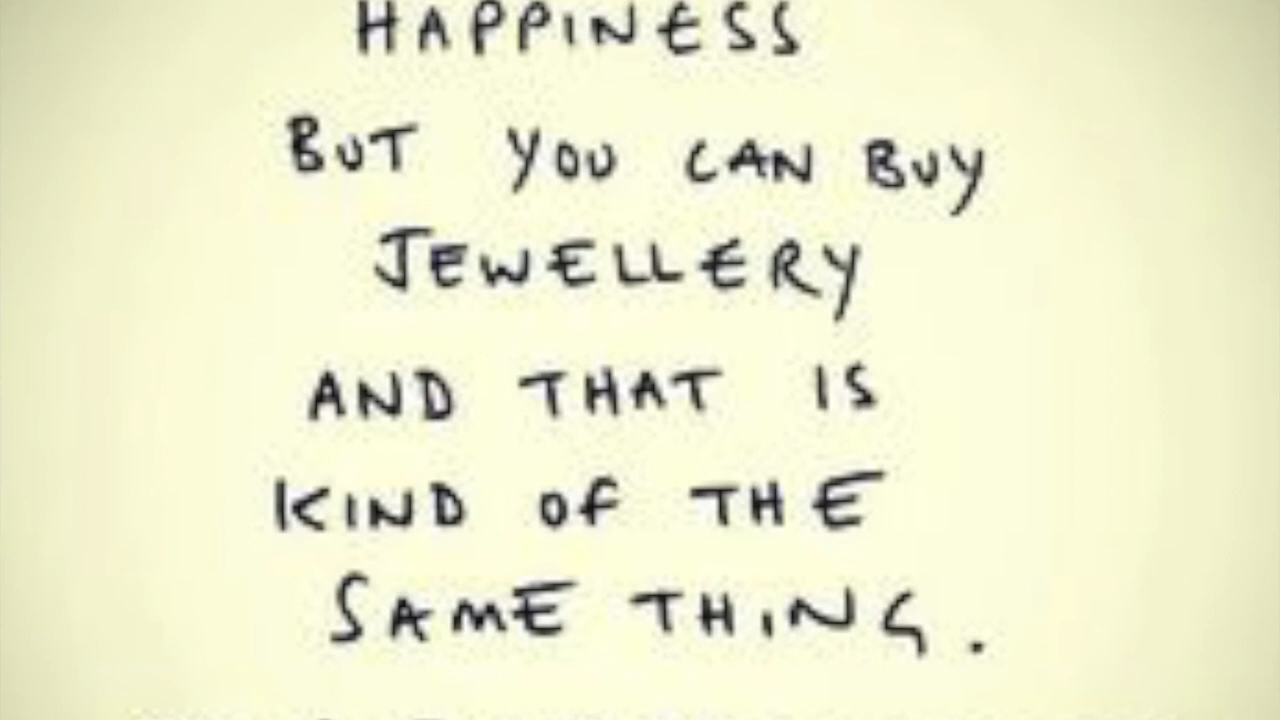 HAPPINESS
BUT YOU CAN BUY
JEWELLERY
AND THAT IS
KIND OF THE
SAME THING.